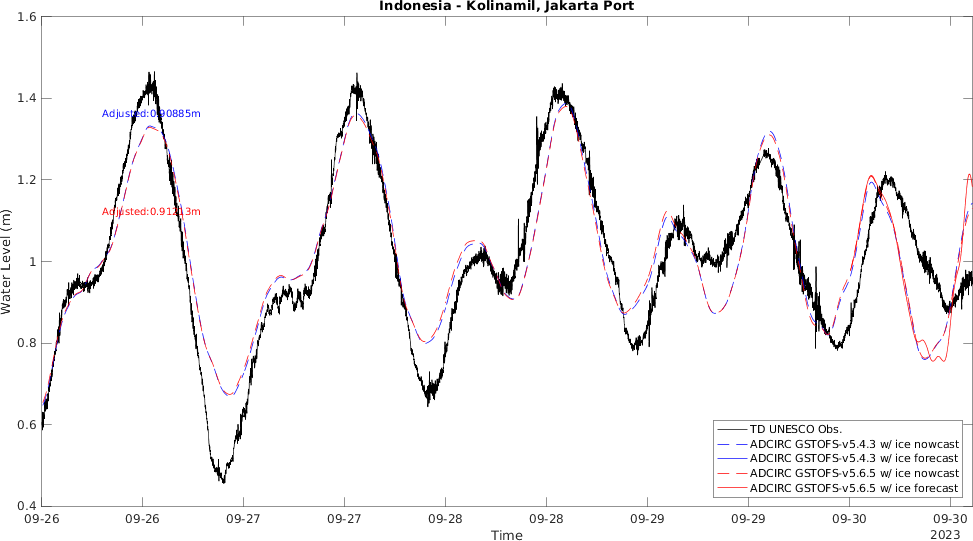 Indonesia - Kolinamil, Jakarta Port
1.6
1.4
1.2
1
0.8
0.6
0.4
Water Level (m)
Adjusted:0.90885m
Adjusted:0.91213m
TD UNESCO Obs.
ADCIRC GSTOFS-v5.4.3 w/ ice nowcast
ADCIRC GSTOFS-v5.4.3 w/ ice forecast
ADCIRC GSTOFS-v5.6.5 w/ ice nowcast
ADCIRC GSTOFS-v5.6.5 w/ ice forecast
09-26 09-26 09-27 09-27 09-28 09-28 09-29 09-29 09-30 09-30
2023
Time